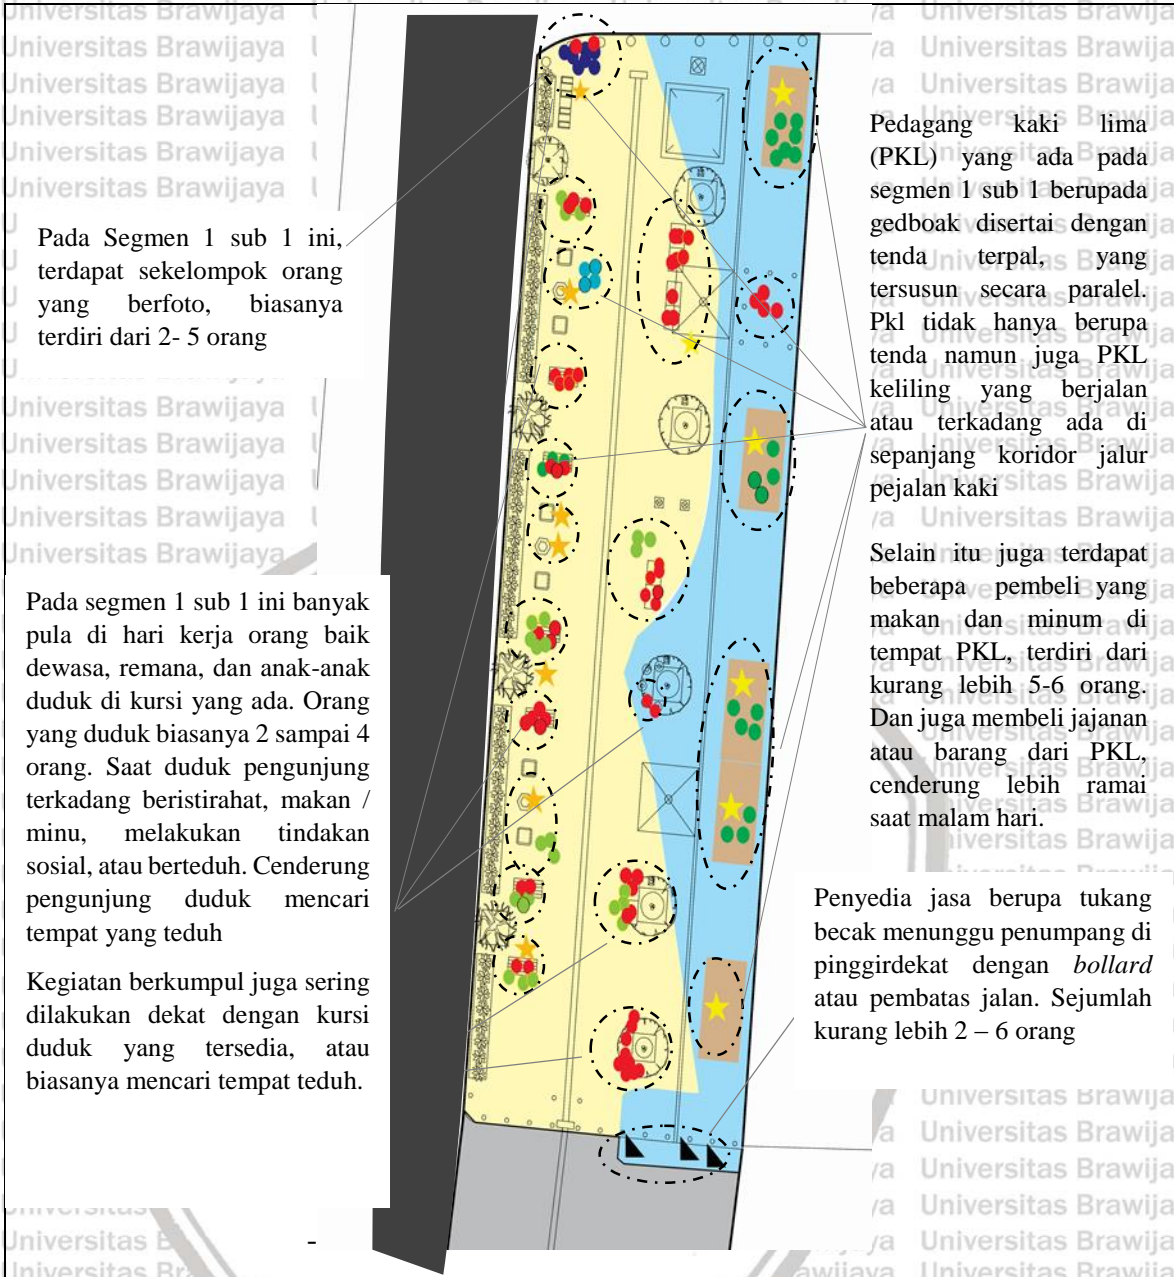 Pada Segmen 1 sub 1 ini,
terdapat sekelompok orang
yang berfoto, biasanya
terdiri dari 2- 5 orang
Pada segmen 1 sub 1 ini banyak
pula di hari kerja orang baik
dewasa, remana, dan anak-anak
duduk di kursi yang ada. Orang
yang duduk biasanya 2 sampai 4
orang. Saat duduk pengunjung
terkadang beristirahat, makan /
minu, melakukan tindakan
sosial, atau berteduh. Cenderung
pengunjung duduk mencari
tempat yang teduh
Kegiatan berkumpul juga sering
dilakukan dekat dengan kursi
duduk yang tersedia, atau
biasanya mencari tempat teduh.
Pedagang kaki lima
(PKL) yang ada pada
segmen 1 sub 1 berupada
gedboak disertai dengan
tenda terpal, yang
tersusun secara paralel.
Pkl tidak hanya berupa
tenda namun juga PKL
keliling yang berjalan
atau terkadang ada di
sepanjang koridor jalur
pejalan kaki
Selain itu juga terdapat
beberapa pembeli yang
makan dan minum di
tempat PKL, terdiri dari
kurang lebih 5-6 orang.
Dan juga membeli jajanan
atau barang dari PKL,
cenderung lebih ramai
saat malam hari.
Penyedia jasa berupa tukang
becak menunggu penumpang di
pinggirdekat dengan bollard
atau pembatas jalan. Sejumlah
kurang lebih 2 – 6 orang
-